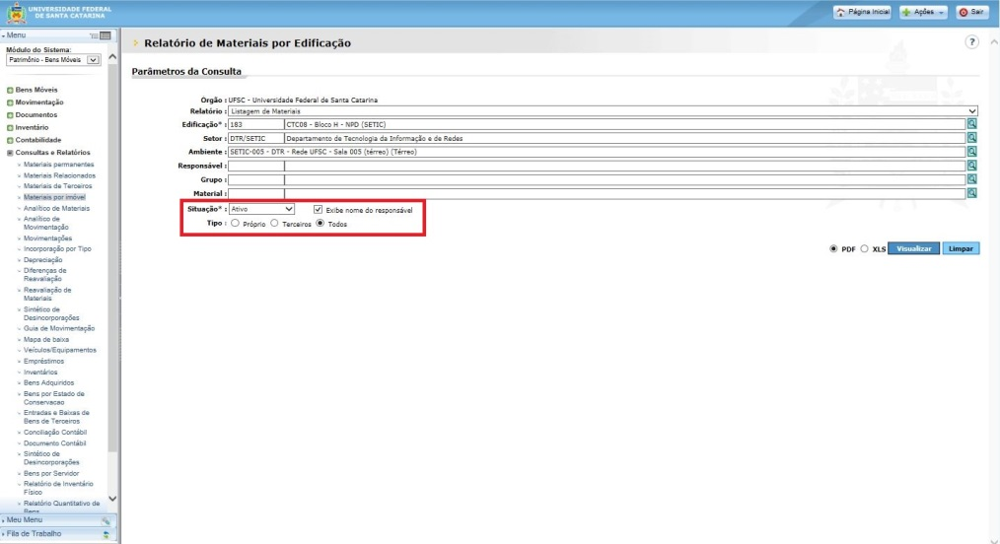 UNIVERSIDADE FEDERAL
DE SANTA CATARINA
Página Inicial
Ações
Sair
Menu
Módulo do Sistema:
Patrimônio - Bens Móveis
Bens Móveis
Movimentação
Documentos
Inventário
Contabilidade
Consultas e Relatórios
Materiais permanentes
Materiais Relacionados
Materiais de Terceiros
Materiais por imóvel
Analítico de Materiais
Analítico de
Movimentação
Movimentações
Incorporação por Tipo
Depreciação
Diferenças de
Reavaliação
Reavaliação de
Materiais
Sintético de
Desincorporações
Guia de Movimentação
Mapa de baixa
Veículos/Equipamentos
Empréstimos
Inventários
Bens Adquiridos
Bens por Estado de
Conservacao
Entradas e Baixas de
Bens de Terceiros
Conciliação Contábil
Documento Contábil
Sintético de
Desincorporações
Bens por Servidor
Relatório de Inventário
Físico
Relatório Quantitativo de
Bens
Meu Menu
Fila de Trabalho
Relatório de Materiais por Edificação
?
Parâmetros da Consulta
Órgão : UFSC - Universidade Federal de Santa Catarina
Relatório : Listagem de Materiais
Edificação* : 183 CTC08 - Bloco H - NPD (SETIC)
Setor : DTR/SETIC Departamento de Tecnologia da Informação e de Redes
Ambiente : SETIC-005 - DTR - Rede UFSC - Sala 005 (térreo) (Térreo)
Responsável :
Grupo :
Material :
Situação* : Ativo Exibe nome do responsável
Tipo : Próprio Terceiros Todos
PDF XLS Visualizar Limpar